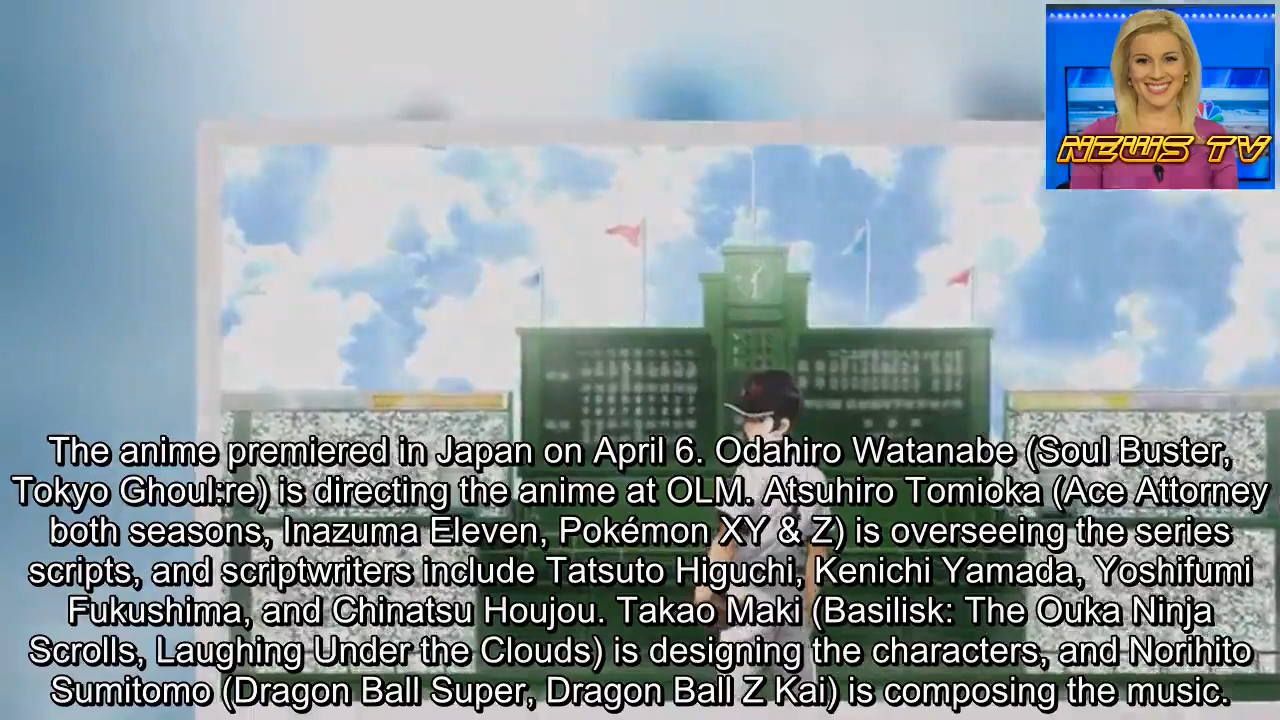 NEWS TV
The anime premiered in Japan on April 6. Odahiro Watanabe (Soul Buster,
Tokyo Ghoul:re) is directing the anime at OLM. Atsuhiro Tomioka (Ace Attorney
both seasons, Inazuma Eleven, Pokémon XY & Z) is overseeing the series
scripts, and scriptwriters include Tatsuto Higuchi, Kenichi Yamada, Yoshifumi
Fukushima, and Chinatsu Houjou. Takao Maki (Basilisk: The Ouka Ninja
Scrolls, Laughing Under the Clouds) is designing the characters, and Norihito
Sumitomo (Dragon Ball Super, Dragon Ball Z Kai) is composing the music.